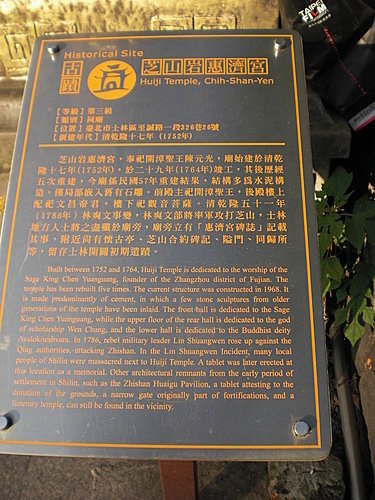 TAIPEI
FILM
Historical Site
古蹟
芝山岩惠濟宮
Huiji Temple, Chih-Shan-Yen
【等級】第三級
【類別】祠廟
【位置】臺北市士林區至誠路一段326巷26號
【創建年代】清乾隆十七年 (1752年)
芝山岩惠濟宮，奉祀開漳聖王陳元光，廟始建於清乾
隆十七年(1752年)，於二十九年(1764年)竣工，其後歷經
五次重建，今廟係民國57年重建結果，結構多為水泥構
造，僅局部嵌入舊有石雕。前殿主祀開漳聖王，後殿樓上
配祀文昌帝君，樓下祀觀音菩薩。清乾隆五十一年
(1786年) 林爽文事變，林爽文部將率軍攻打芝山，士林
地方人士將之盡殲於廟旁，廟旁立有「惠濟宮碑誌」記載
其事，附近尚有懷古亭、芝山合約碑記、隘門、同歸所
等，留存士林開闢初期遺蹟。
Built between 1752 and 1764, Huiji Temple is dedicated to the worship of the
Sage King Chen Yuanguang, founder of the Zhangzhou district of Fujian. The
temple has been rebuilt five times. The current structure was constructed in 1968. It
is made predominantly of cement, in which a few stone sculptures from older
generations of the temple have been inlaid. The front hall is dedicated to the Sage
King Chen Yuanguang, while the upper floor of the rear hall is dedicated to the god
of scholarship Wen Chang, and the lower hall is dedicated to the Buddhist deity
Avalokiteshvara. In 1786, rebel military leader Lin Shuangwen rose up against the
Qing authorities, attacking Zhishan. In the Lin Shuangwen Incident, many local
people of Shilin were massacred next to Huiji Temple. A tablet was later erected at
this location as a memorial. Other architectural remnants from the early period of
settlement in Shilin, such as the Zhishan Huaigu Pavilion, a tablet attesting to the
donation of the grounds, a narrow gate originally part of fortifications, and a
funerary temple, can still be found in the vicinity.